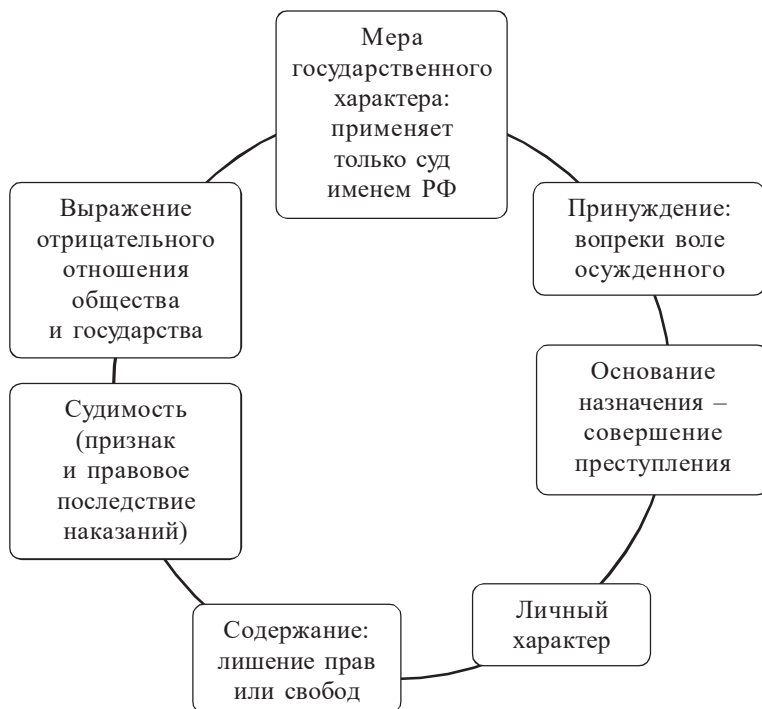 Мера
государственного
характера:
применяет
только суд
именем РФ
Принуждение:
вопреки воле
осужденного
Основание
назначения –
совершение
преступления
Личный
характер
Содержание:
лишение прав
или свобод
Судимость
(признак
и правовое
последствие
наказаний)
Выражение
отрицательного
отношения
общества
и государства